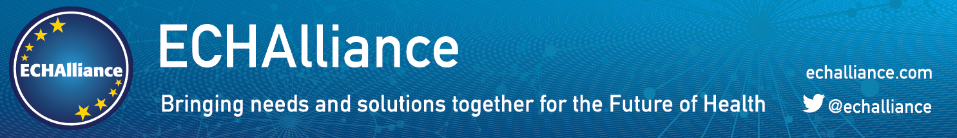 ECHAlliance
ECHAlliance
Bringing needs and solutions together for the Future of Health
echalliance.com
@echalliance